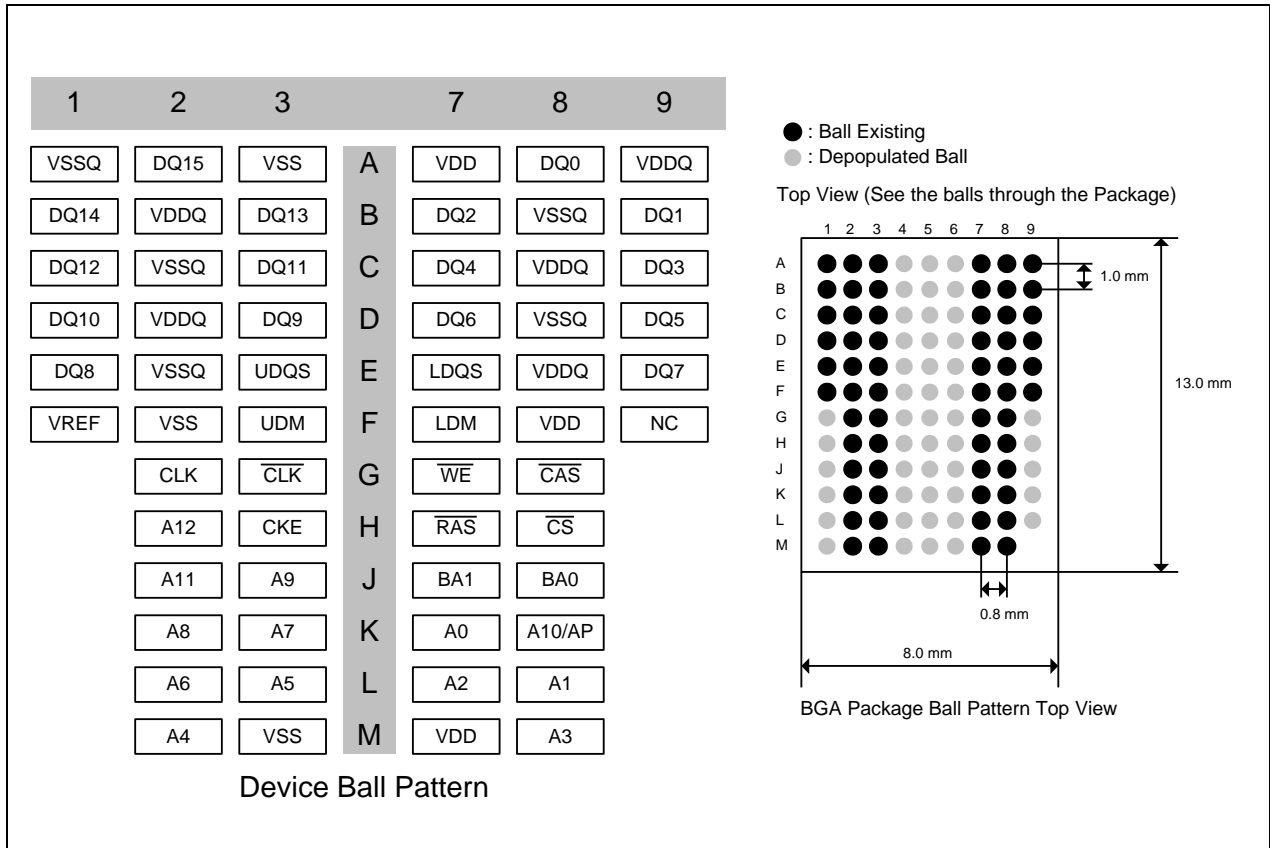 1 2 3 7 8 9
VSSQ DQ15 VSS A VDD DQ0 VDDQ
DQ14 VDDQ DQ13 B DQ2 VSSQ DQ1
DQ12 VSSQ DQ11 C DQ4 VDDQ DQ3
DQ10 VDDQ DQ9 D DQ6 VSSQ DQ5
DQ8 VSSQ UDQS E LDQS VDDQ DQ7
VREF VSS UDM F LDM VDD NC
CLK C̅L̅K̅ G W̅E̅ C̅A̅S̅
A12 CKE H R̅A̅S̅ C̅S̅
A11 A9 J BA1 BA0
A8 A7 K A0 A10/AP
A6 A5 L A2 A1
A4 VSS M VDD A3
Device Ball Pattern
: Ball Existing
: Depopulated Ball
Top View (See the balls through the Package)
1 2 3 4 5 6 7 8 9
A
B
C
D
E
F
G
H
J
K
L
M
1.0 mm
13.0 mm
0.8 mm
8.0 mm
BGA Package Ball Pattern Top View